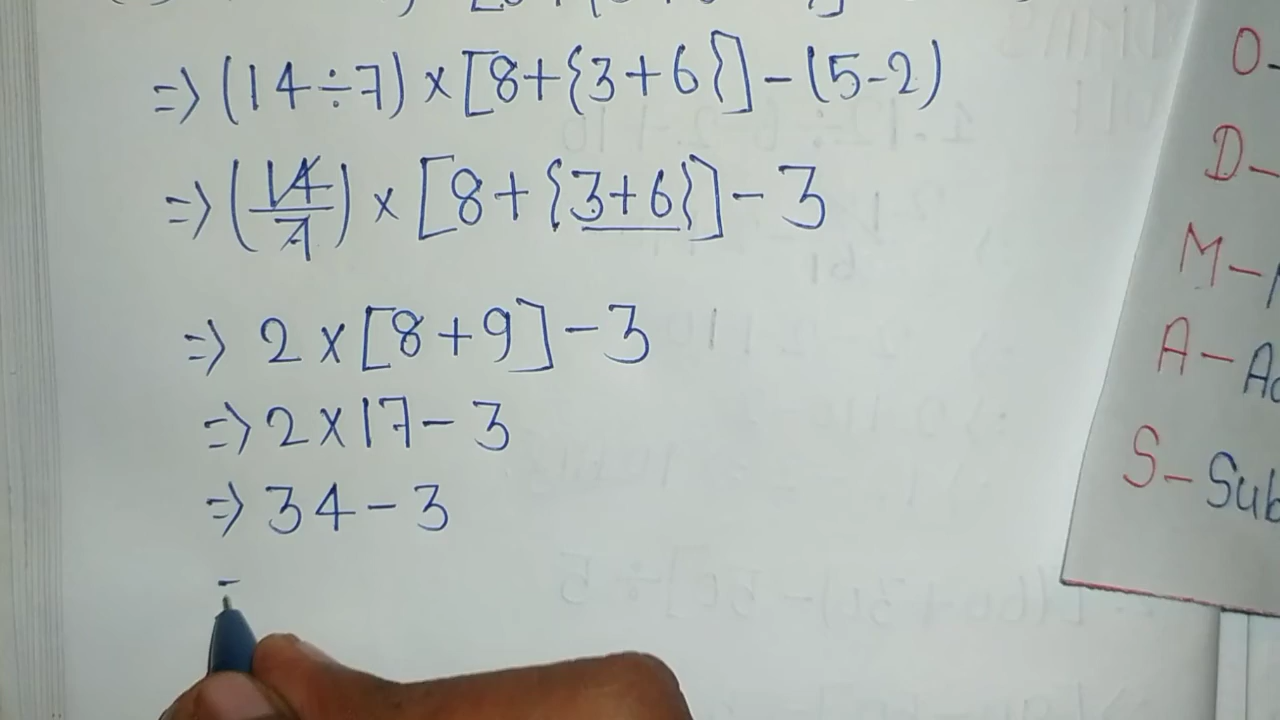 => (14÷7) × [8+{3+6}] - (5-2)
=> (14/7) × [8+{3+6}] - 3
=> 2 × [8+9] - 3
=> 2 × 17 - 3
=> 34 - 3
O-
D-
M-
A-
S- Sub